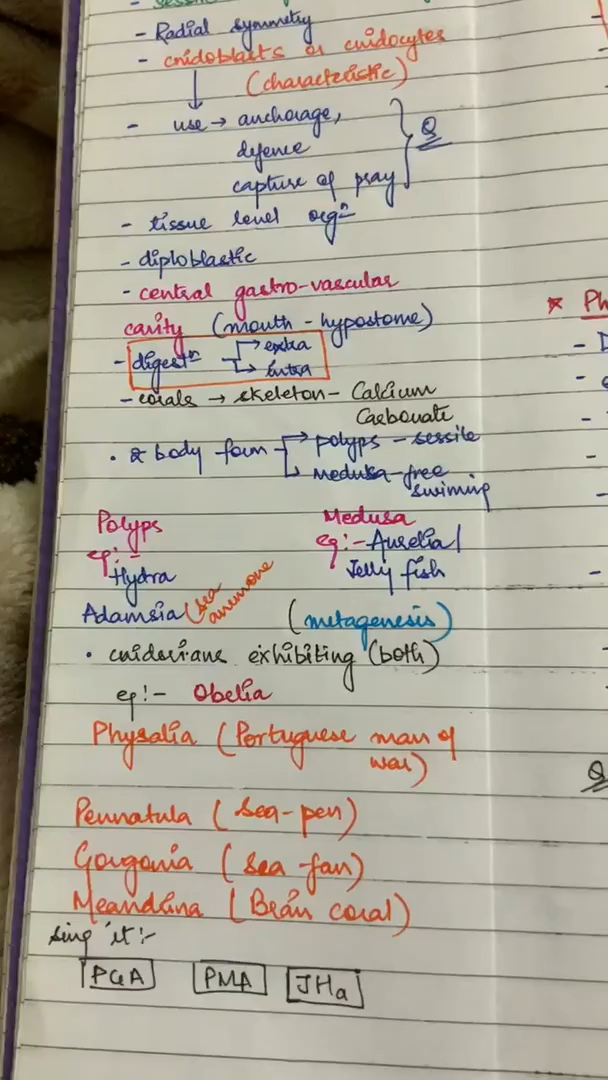 - Radial symmetry
- cnidoblasts or cnidocytes
(characteristic)
- use → anchorage,
defence
capture of pray
Q
- tissue level orgⁿ
- diploblastic
- central gastro-vascular
cavity (mouth - hypostome)
- digestⁿ → extra
→ intra
- corals → skeleton - Calcium
Carbonate
• 2 body form → polyps - sessile
→ medusa - free
swiming
Polyps
eg:-
Hydra
Adamsia (sea
anemone
Medusa
eg:- Aurelia/
Jelly fish
(metagenesis)
• cnidarians exhibiting (both)
eg:- Obelia
Physalia (Portuguese man of
war)
Pennatula (sea-pen)
Gorgonia (sea-fan)
Meandrina (Brain coral)
sing it:-
PGA PMA JHa
* Ph
Q